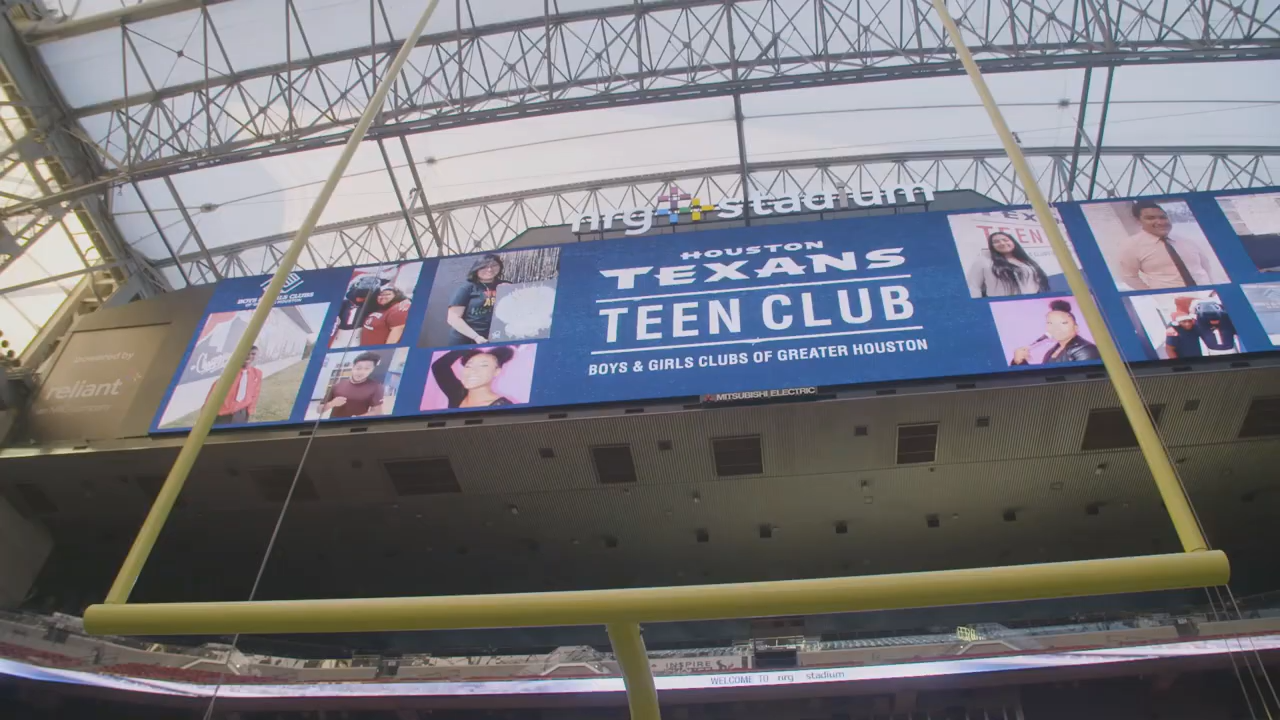 nrg stadium
HOUSTON
TEXANS
TEEN CLUB
BOYS & GIRLS CLUBS OF GREATER HOUSTON
BOYS & GIRLS CLUBS
powered by
reliant
MITSUBISHI ELECTRIC
INSPIRE
WELCOME TO nrg stadium